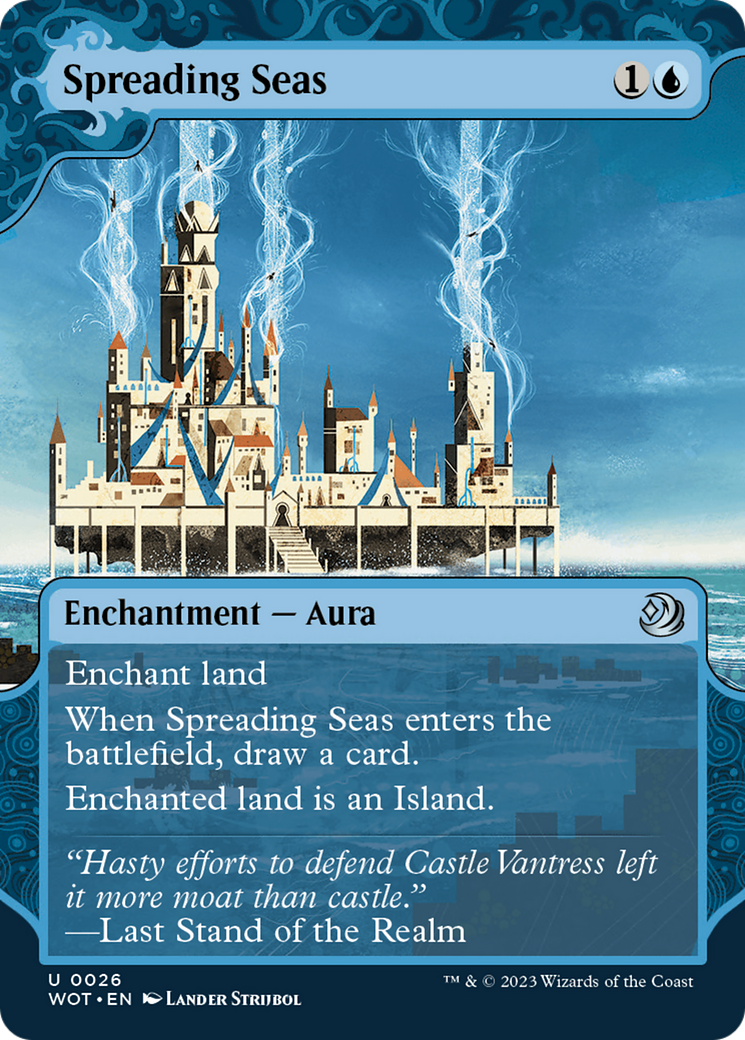 Spreading Seas 1
Enchantment — Aura
Enchant land
When Spreading Seas enters the
battlefield, draw a card.
Enchanted land is an Island.
“Hasty efforts to defend Castle Vantress left
it more moat than castle.”
—Last Stand of the Realm
U 0026
WOT • EN Lander Strijbol
™ & © 2023 Wizards of the Coast